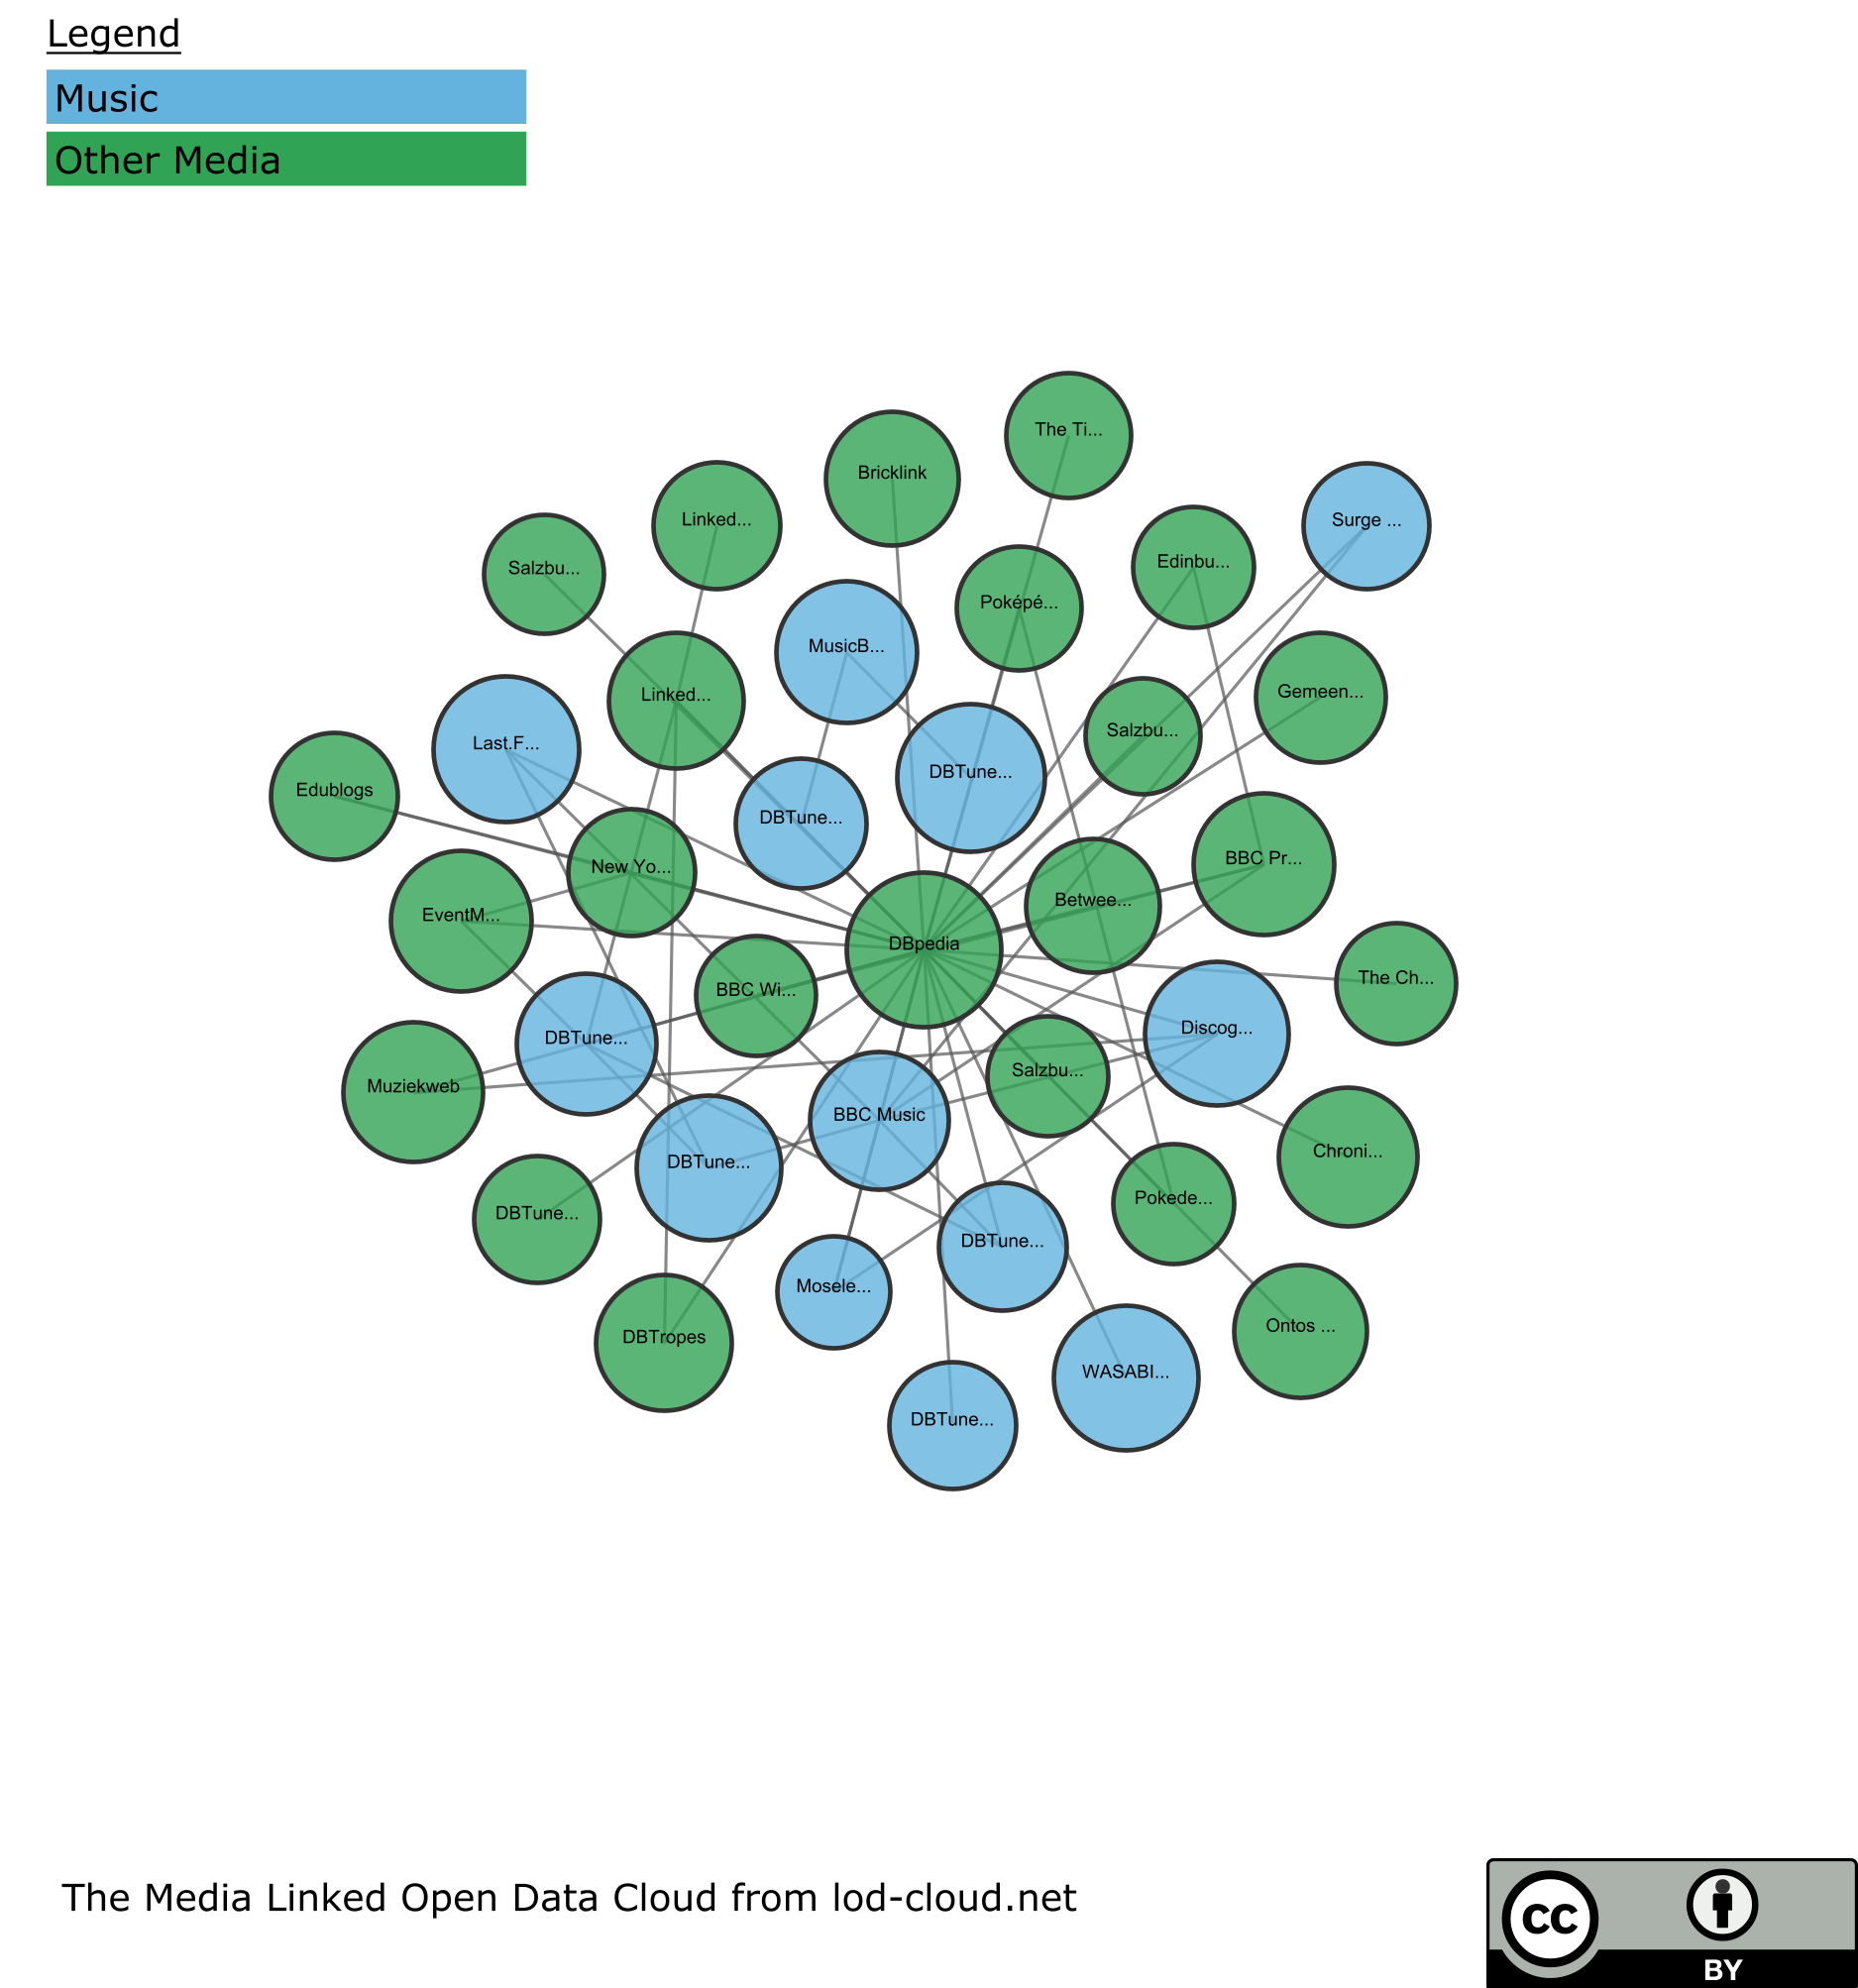 Legend
Music
Other Media
The Ti...
Bricklink
Linked...
Surge ...
Edinbu...
Salzbu...
Poképé...
MusicB...
Linked...
Gemeen...
Salzbu...
Last.F...
DBTune...
Edublogs
DBTune...
BBC Pr...
New Yo...
Betwee...
EventM...
DBpedia
The Ch...
BBC Wi...
Discog...
DBTune...
Salzbu...
Muziekweb
BBC Music
Chroni...
DBTune...
Pokede...
DBTune...
DBTune...
Mosele...
Ontos ...
DBTropes
WASABI...
DBTune...
The Media Linked Open Data Cloud from lod-cloud.net
cc
BY